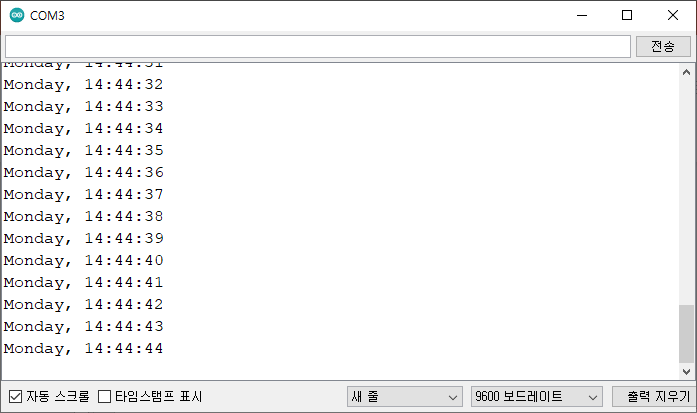 COM3
전송
Monday, 14:44:31
Monday, 14:44:32
Monday, 14:44:33
Monday, 14:44:34
Monday, 14:44:35
Monday, 14:44:36
Monday, 14:44:37
Monday, 14:44:38
Monday, 14:44:39
Monday, 14:44:40
Monday, 14:44:41
Monday, 14:44:42
Monday, 14:44:43
Monday, 14:44:44
자동 스크롤 타임스탬프 표시 새 줄 9600 보드레이트 출력 지우기